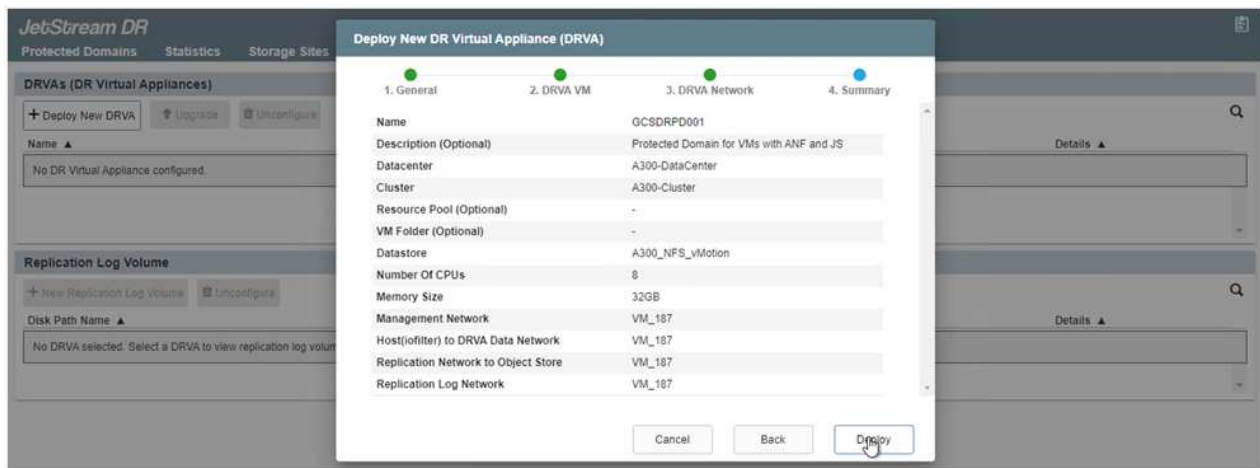 JetStream DR
Protected Domains Statistics Storage Sites
DRVAs (DR Virtual Appliances)
+ Deploy New DRVA Upgrade Unconfigure
Name ▲ Details ▲
No DR Virtual Appliance configured.
Replication Log Volume
+ New Replication Log Volume Unconfigure
Disk Path Name ▲ Details ▲
No DRVA selected. Select a DRVA to view replication log
Deploy New DR Virtual Appliance (DRVA)
1. General 2. DRVA VM 3. DRVA Network 4. Summary
Name GCSDRPD001
Description (Optional) Protected Domain for VMs with ANF and JS
Datacenter A300-DataCenter
Cluster A300-Cluster
Resource Pool (Optional) -
VM Folder (Optional) -
Datastore A300_NFS_vMotion
Number Of CPUs 8
Memory Size 32GB
Management Network VM_187
Host(iofilter) to DRVA Data Network VM_187
Replication Network to Object Store VM_187
Replication Log Network VM_187
Cancel Back Deploy